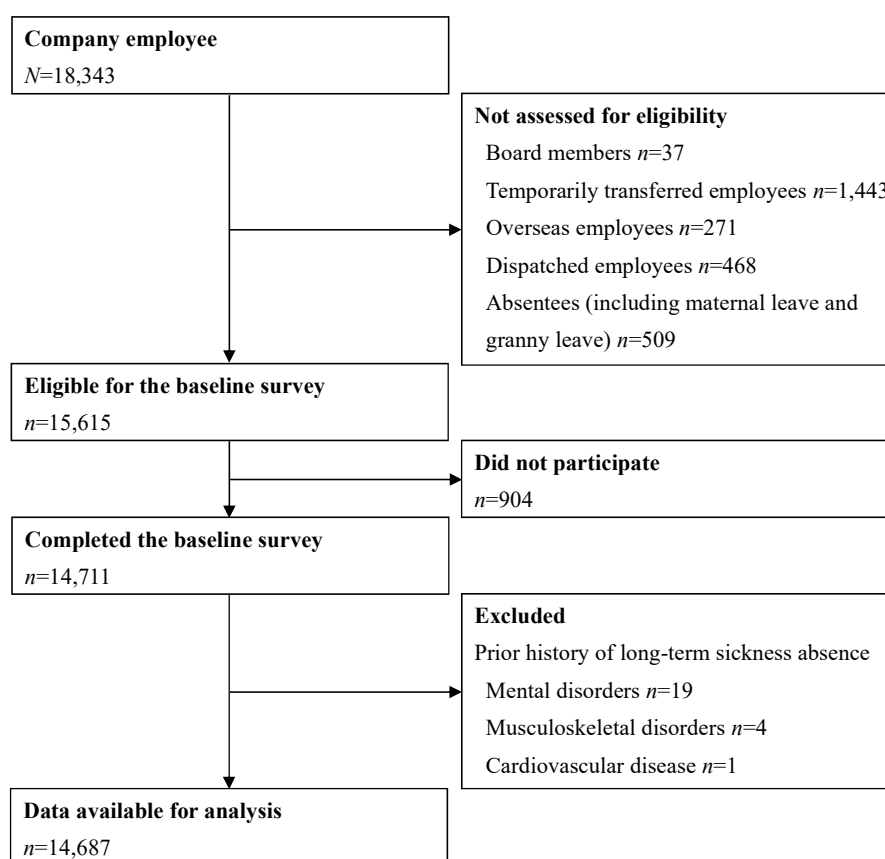 Company employee
N=18,343
Not assessed for eligibility
Board members n=37
Temporarily transferred employees n=1,443
Overseas employees n=271
Dispatched employees n=468
Absentees (including maternal leave and
granny leave) n=509
Eligible for the baseline survey
n=15,615
Did not participate
n=904
Completed the baseline survey
n=14,711
Excluded
Prior history of long-term sickness absence
Mental disorders n=19
Musculoskeletal disorders n=4
Cardiovascular disease n=1
Data available for analysis
n=14,687